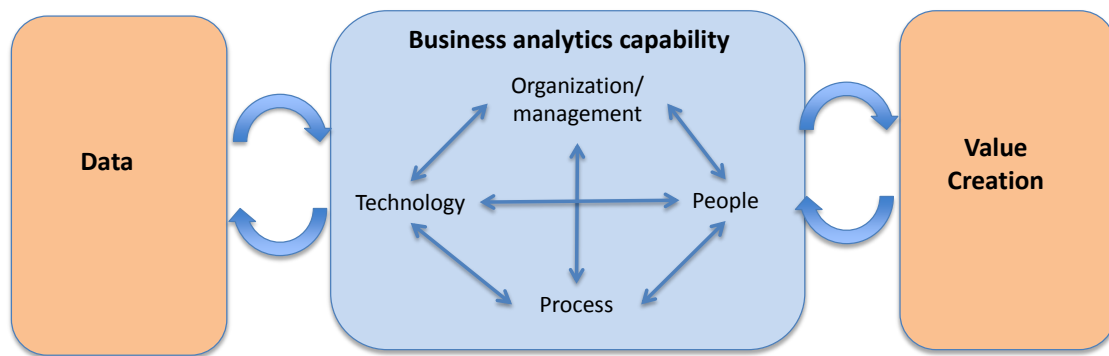 Business analytics capability
Organization/
management
Data
Value
Creation
Technology
People
Process